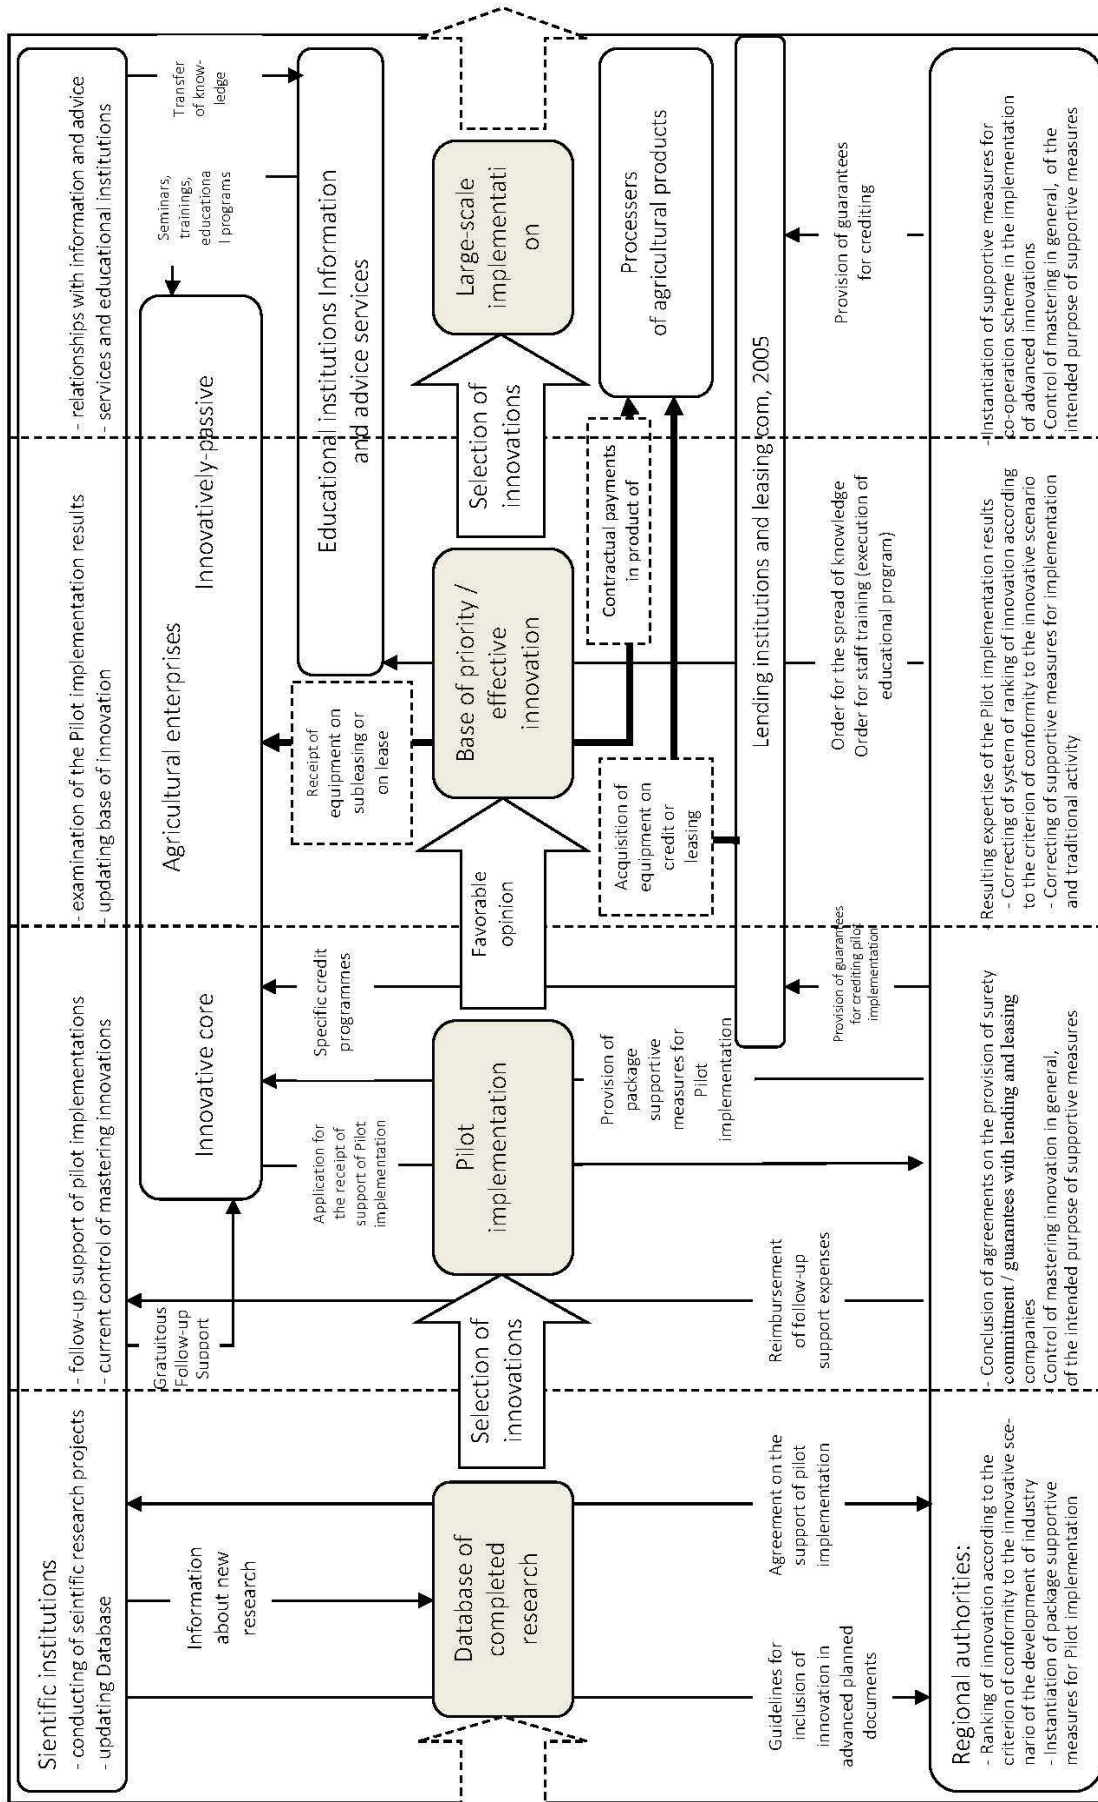 Sientific institutions
- conducting of seintific research projects
- updating Database
- follow-up support of pilot implementations
- current control of mastering innovations
- examination of the Pilot implementation results
- updating base of innovation
- relationships with information and advice
- services and educational institutions
Information
about new
research
Gratuitous
Follow-up
Support
Innovative core
Agricultural enterprises
Innovatively-passive
Seminars,
trainings,
educationa
l programs
Transfer
of know-
ledge
Application for
the receipt of
support of Pilot
implementation
Specific credit
programmes
Receipt of
equipment on
subleasing or
on lease
Educational institutions Information
and advice services
Database of
completed
research
Selection of
innovations
Pilot
implementation
Favorable
opinion
Base of priority /
effective
innovation
Selection of
innovations
Large-scale
implementati
on
Guidelines for
inclusion of
innovation in
advanced planned
documents
Agreement on the
support of pilot
implementation
Reimbursement
of follow-up
support expenses
Provision of
package
supportive
measures for
Pilot
implementation
Acquisition of
equipment on
credit or
leasing
Contractual payments
in product of
Processers
of agricultural products
Lending institutions and leasing com, 2005
Provision of guarantees
for crediting pilot
implementation
Order for the spread of knowledge
Order for staff training (execution of
educational program)
Provision of guarantees
for crediting
Regional authorities:
- Ranking of innovation according to the
criterion of conformity to the innovative sce-
nario of the development of industry
- Instantiation of package supportive
measures for Pilot implementation
- Conclusion of agreements on the provision of surety
commitment / guarantees with lending and leasing
companies
- Control of mastering innovation in general,
of the intended purpose of supportive measures
- Resulting expertise of the Pilot implementation results
- Correcting of system of ranking of innovation according
to the criterion of conformity to the innovative scenario
- Correcting of supportive measures for implementation
and traditional activity
- Instantiation of supportive measures for
co-operation scheme in the implementation
of advanced innovations
Control of mastering in general, of the
intended purpose of supportive measures